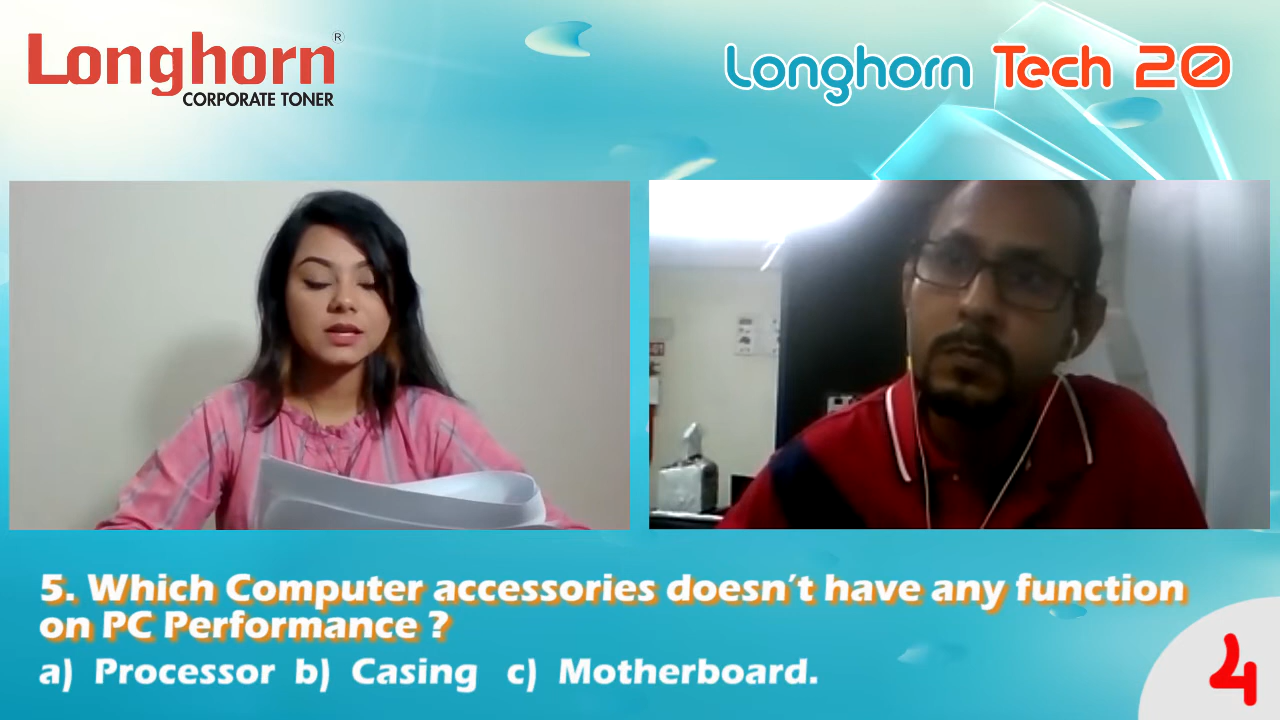 Longhorn®
CORPORATE TONER
Longhorn Tech 20
5. Which Computer accessories doesn't have any function
on PC Performance ?
a) Processor b) Casing c) Motherboard.
4